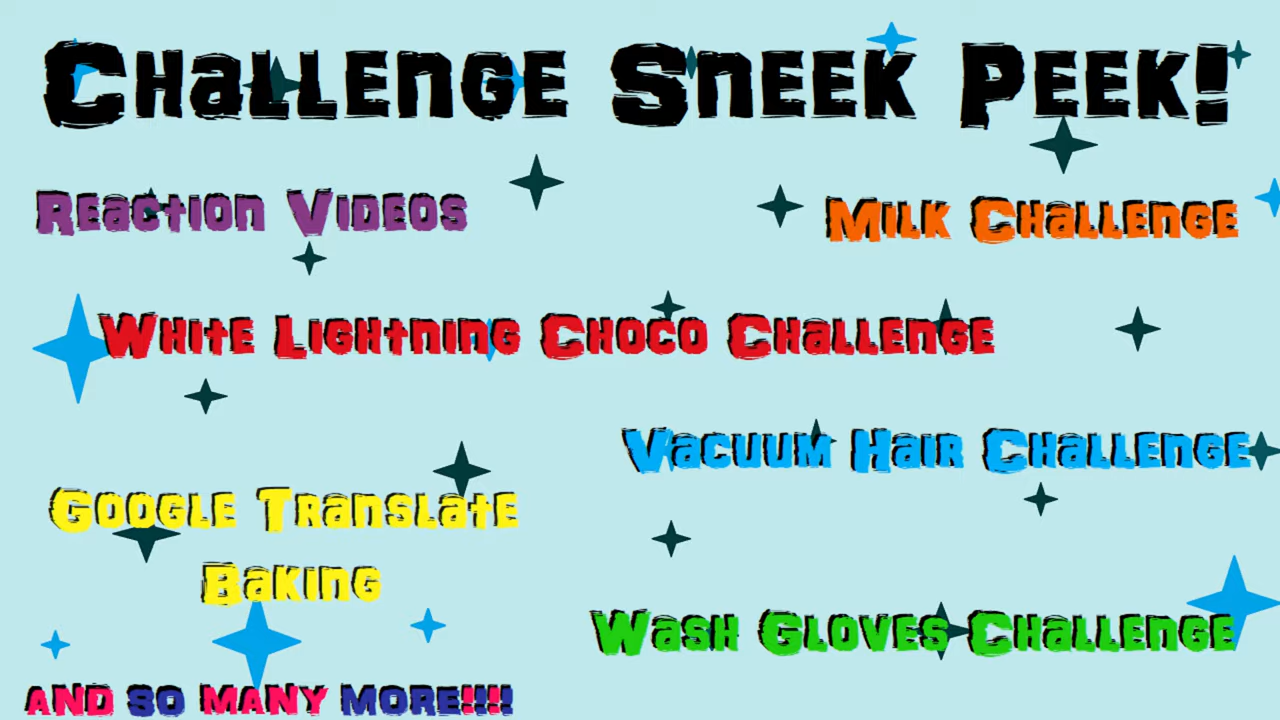 Challenge Sneek Peek!
Reaction Videos
Milk Challenge
White Lightning Choco Challenge
Vacuum Hair Challenge
Google Translate
Baking
Wash Gloves Challenge
AND SO MANY MORE!!!!